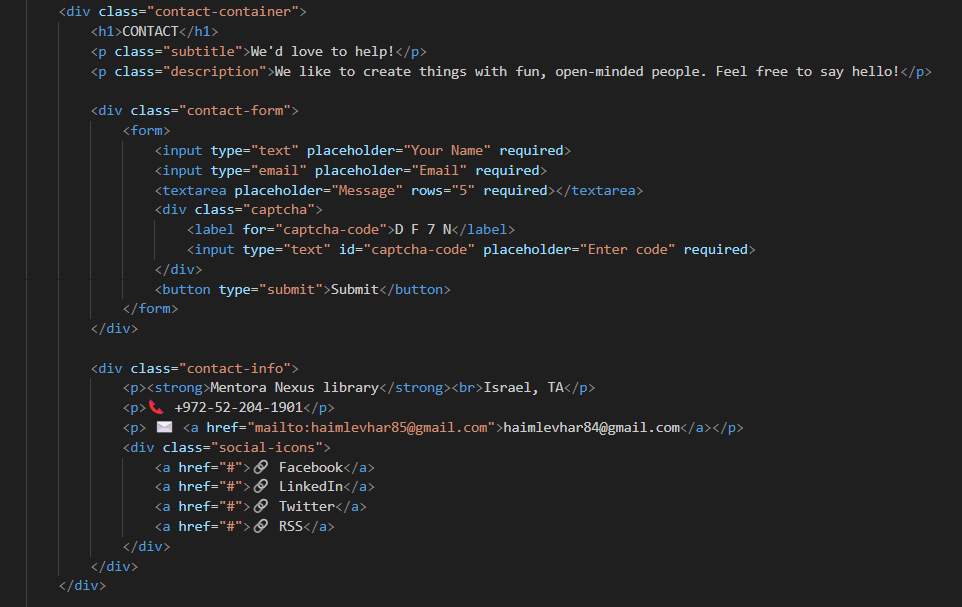 <div class="contact-container">
<h1>CONTACT</h1>
<p class="subtitle">We'd love to help!</p>
<p class="description">We like to create things with fun, open-minded people. Feel free to say hello!</p>
<div class="contact-form">
<form>
<input type="text" placeholder="Your Name" required>
<input type="email" placeholder="Email" required>
<textarea placeholder="Message" rows="5" required></textarea>
<div class="captcha">
<label for="captcha-code">D F 7 N</label>
<input type="text" id="captcha-code" placeholder="Enter code" required>
</div>
<button type="submit">Submit</button>
</form>
</div>
<div class="contact-info">
<p><strong>Mentora Nexus library</strong><br>Israel, TA</p>
<p>📞 +972-52-204-1901</p>
<p> ✉️ <a href="mailto:haimlevhar85@gmail.com">haimlevhar84@gmail.com</a></p>
<div class="social-icons">
<a href="#">🔗 Facebook</a>
<a href="#">🔗 LinkedIn</a>
<a href="#">🔗 Twitter</a>
<a href="#">🔗 RSS</a>
</div>
</div>
</div>